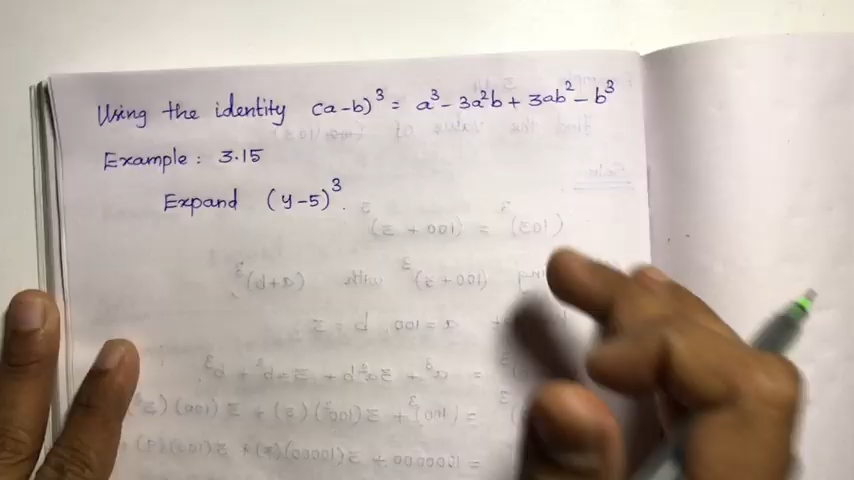 Using the identity (a-b)³ = a³ - 3a²b + 3ab² - b³
Example: 3.15
Expand (y-5)³.